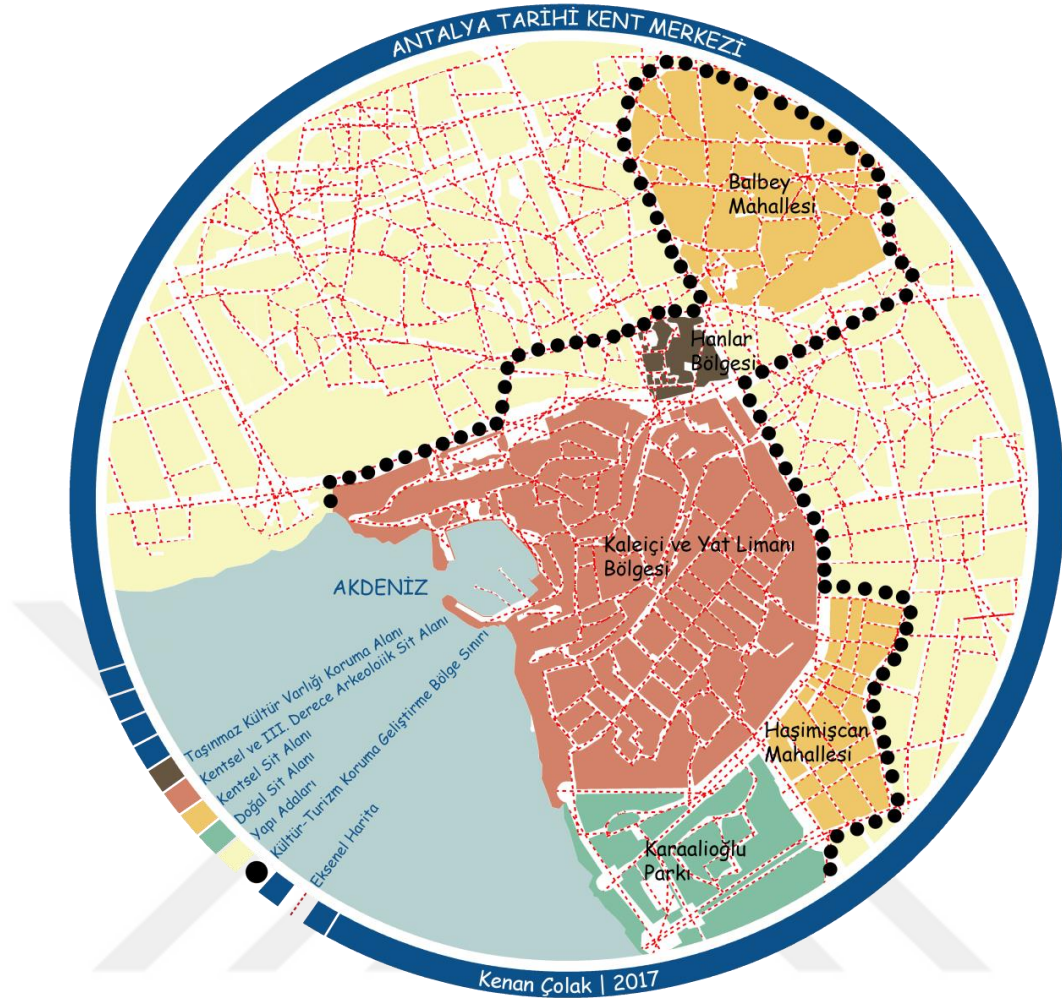 ANTALYA TARİHİ KENT MERKEZİ
Balbey
Mahallesi
Hanlar
Bölgesi
Kaleiçi ve Yat Limanı
Bölgesi
AKDENİZ
Haşimişcan
Mahallesi
Karaalioğlu
Parkı
Taşınmaz Kültür Varlığı Koruma Alanı
Kentsel ve III. Derece Arkeoloiik Sit Alanı
Kentsel Sit Alanı
Doğal Sit Alanı
Yapı Adaları
Kültür-Turizm Koruma Geliştirme Bölge Sınırı
Eksenel Harita
Kenan Çolak | 2017